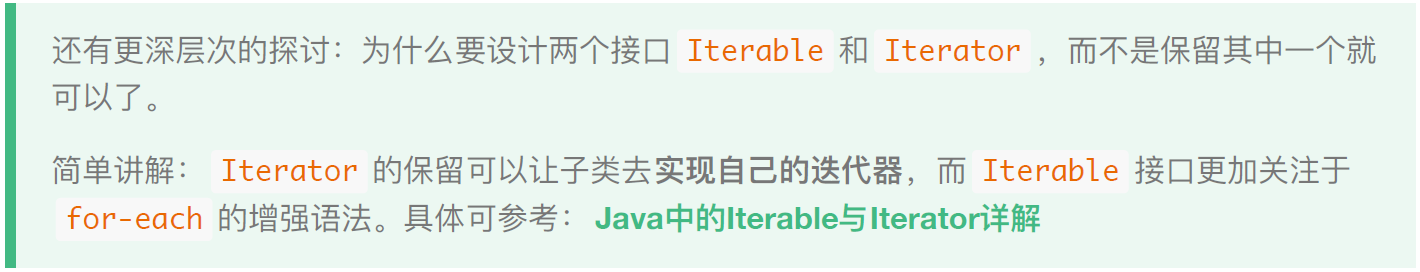 还有更深层次的探讨：为什么要设计两个接口 Iterable 和 Iterator ，而不是保留其中一个就
可以了。
简单讲解： Iterator 的保留可以让子类去实现自己的迭代器，而 Iterable 接口更加关注于
for-each 的增强语法。具体可参考： Java中的Iterable与Iterator详解